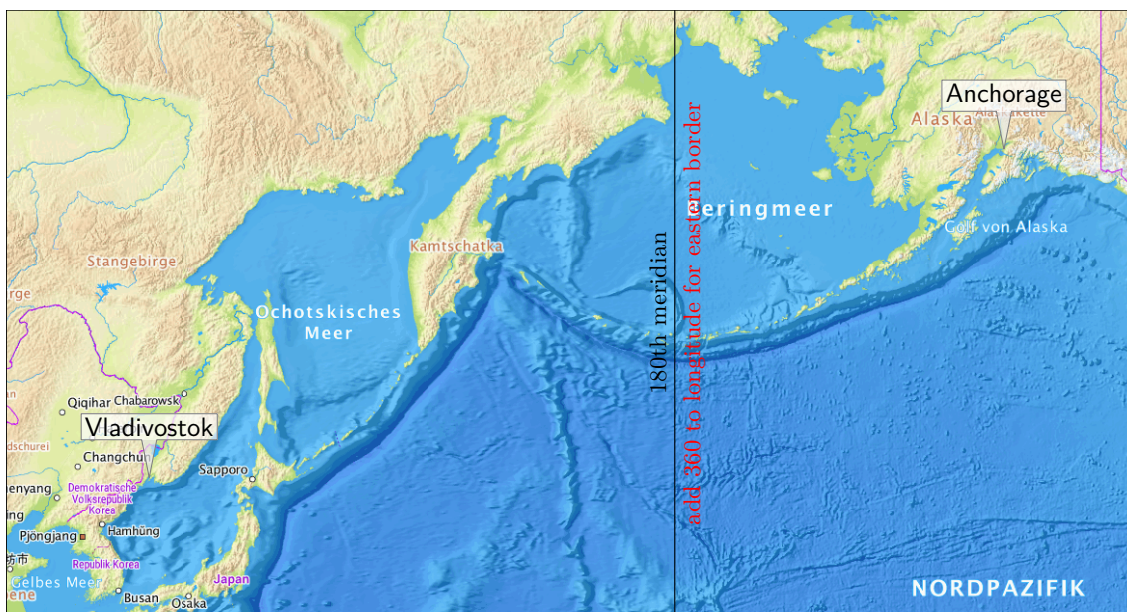 Anchorage
Alaska
Alaskakette
180th meridian
add 360 to longitude for eastern border
Beringmeer
Golf von Alaska
Kamtschatka
Stangebirge
Ochotskisches
Meer
Qiqihar
Chabarowsk
Vladivostok
Changchun
Sapporo
Demokratische
Volksrepublik
Korea
Hamhŭng
Pjöngjang
Republik Korea
Japan
Gelbes Meer
Busan
Osaka
NORDPAZIFIK